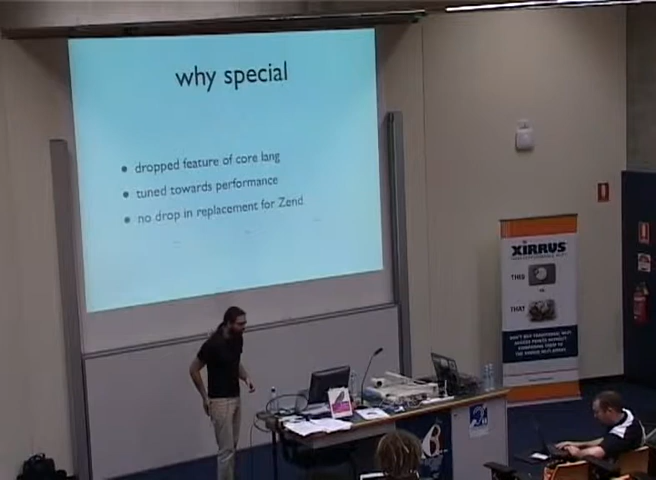 why special
• dropped feature of core lang
• tuned towards performance
• no drop in replacement for Zend
XIRRUS
THIS
THAT